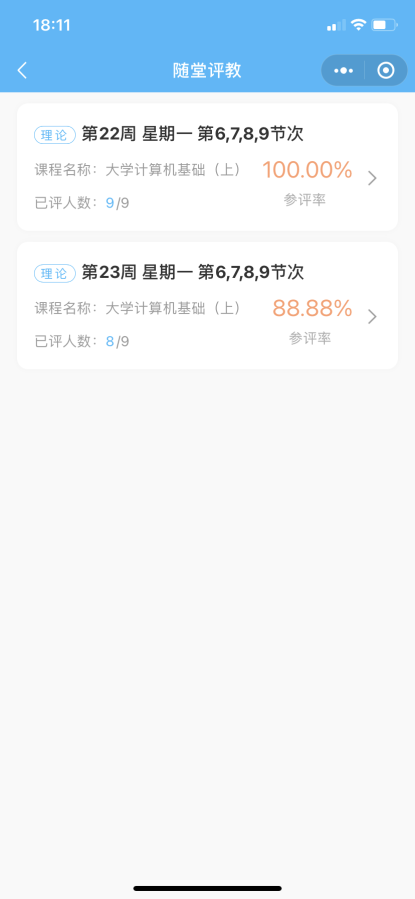 18:11
随堂评教
理论 第22周 星期一 第6,7,8,9节次
课程名称：大学计算机基础（上）
100.00%
已评人数：9/9
参评率
理论 第23周 星期一 第6,7,8,9节次
课程名称：大学计算机基础（上）
88.88%
已评人数：8/9
参评率